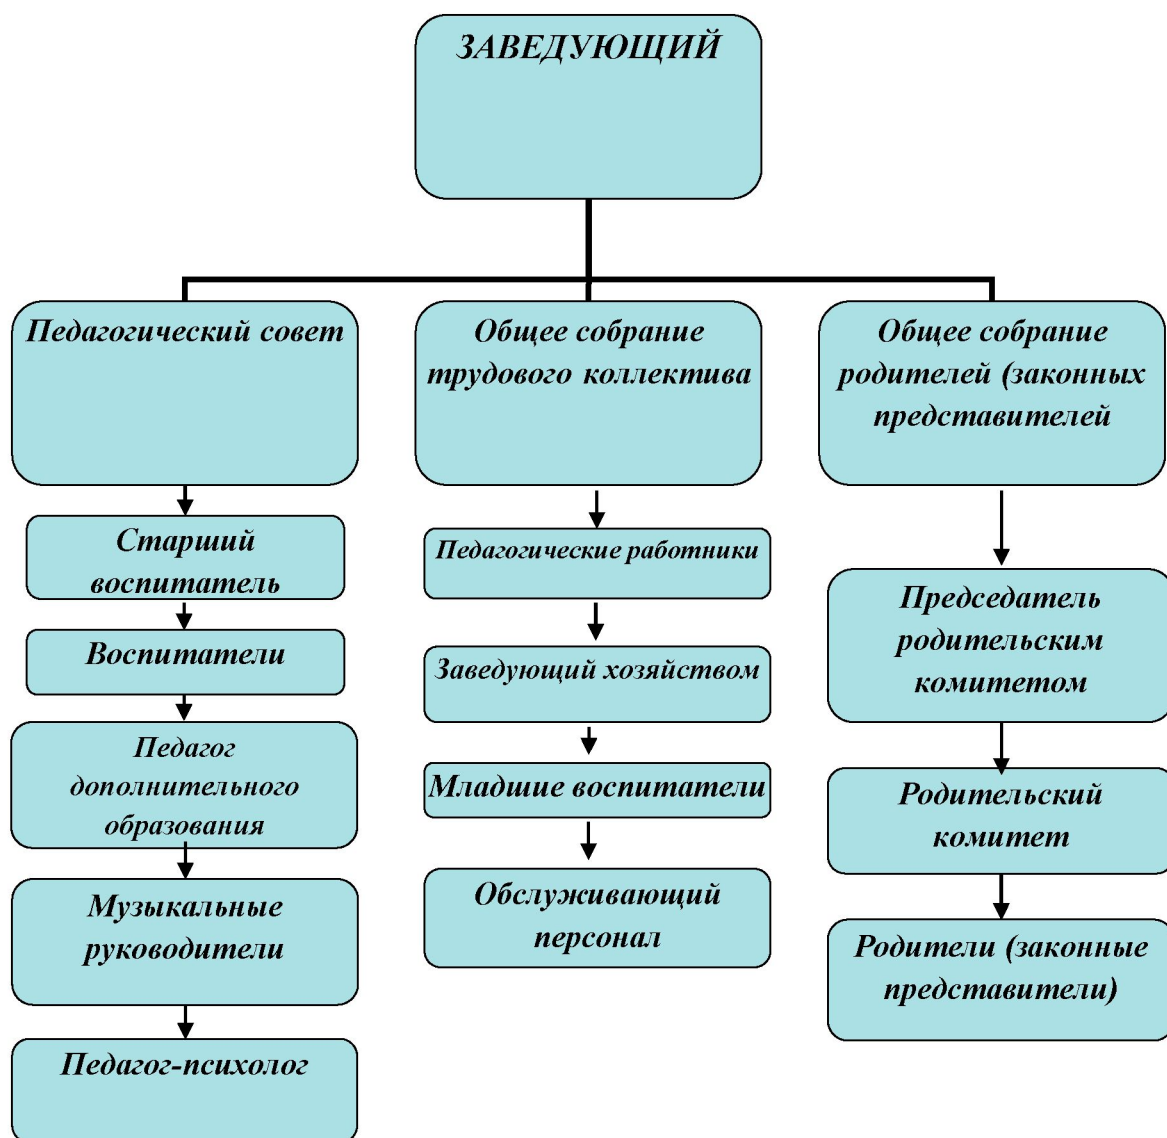 ЗАВЕДУЮЩИЙ
Педагогический совет
Общее собрание
трудового коллектива
Общее собрание
родителей (законных
представителей
Старший
воспитатель
Воспитатели
Педагог
дополнительного
образования
Музыкальные
руководители
Педагог-психолог
Педагогические работники
Заведующий хозяйством
Младшие воспитатели
Обслуживающий
персонал
Председатель
родительским
комитетом
Родительский
комитет
Родители (законные
представители)